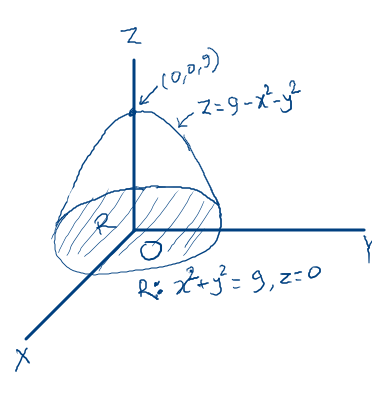 Z
(0,0,9)
Z=9-x²-y²
R
O
Y
R: x²+y²= 9, z=0
X